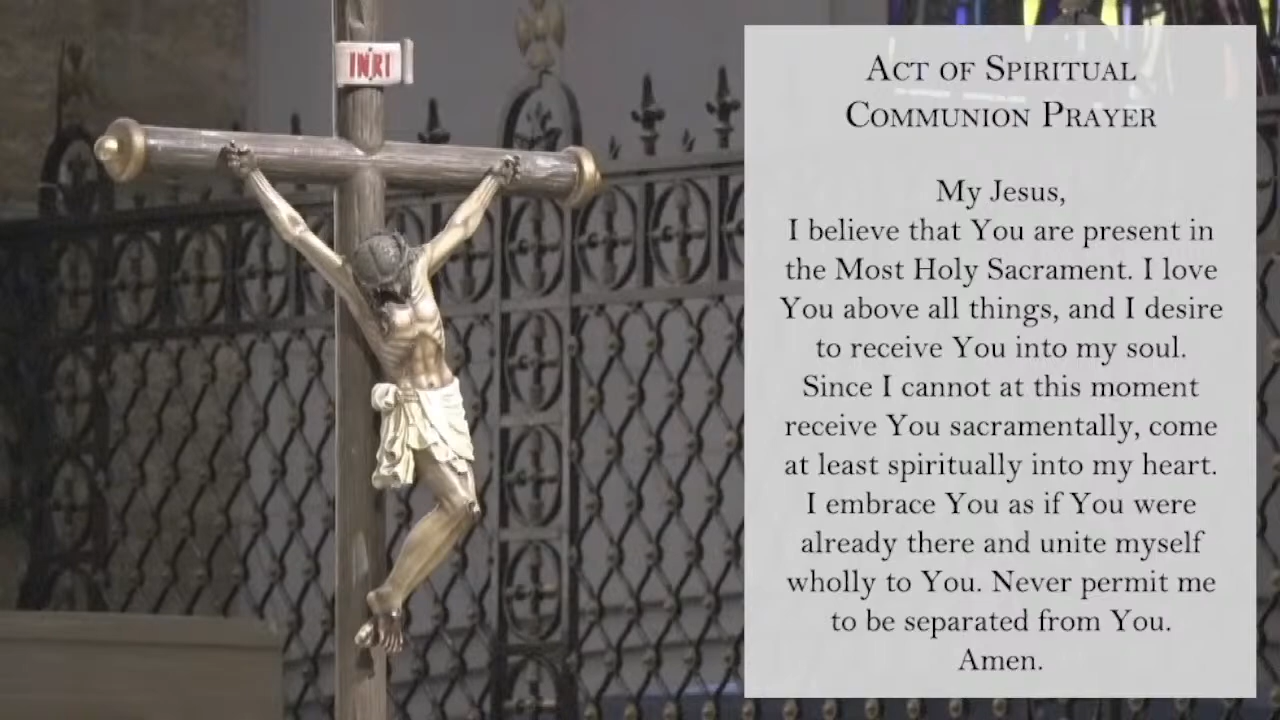 INRI
Act of Spiritual
Communion Prayer
My Jesus,
I believe that You are present in
the Most Holy Sacrament. I love
You above all things, and I desire
to receive You into my soul.
Since I cannot at this moment
receive You sacramentally, come
at least spiritually into my heart.
I embrace You as if You were
already there and unite myself
wholly to You. Never permit me
to be separated from You.
Amen.